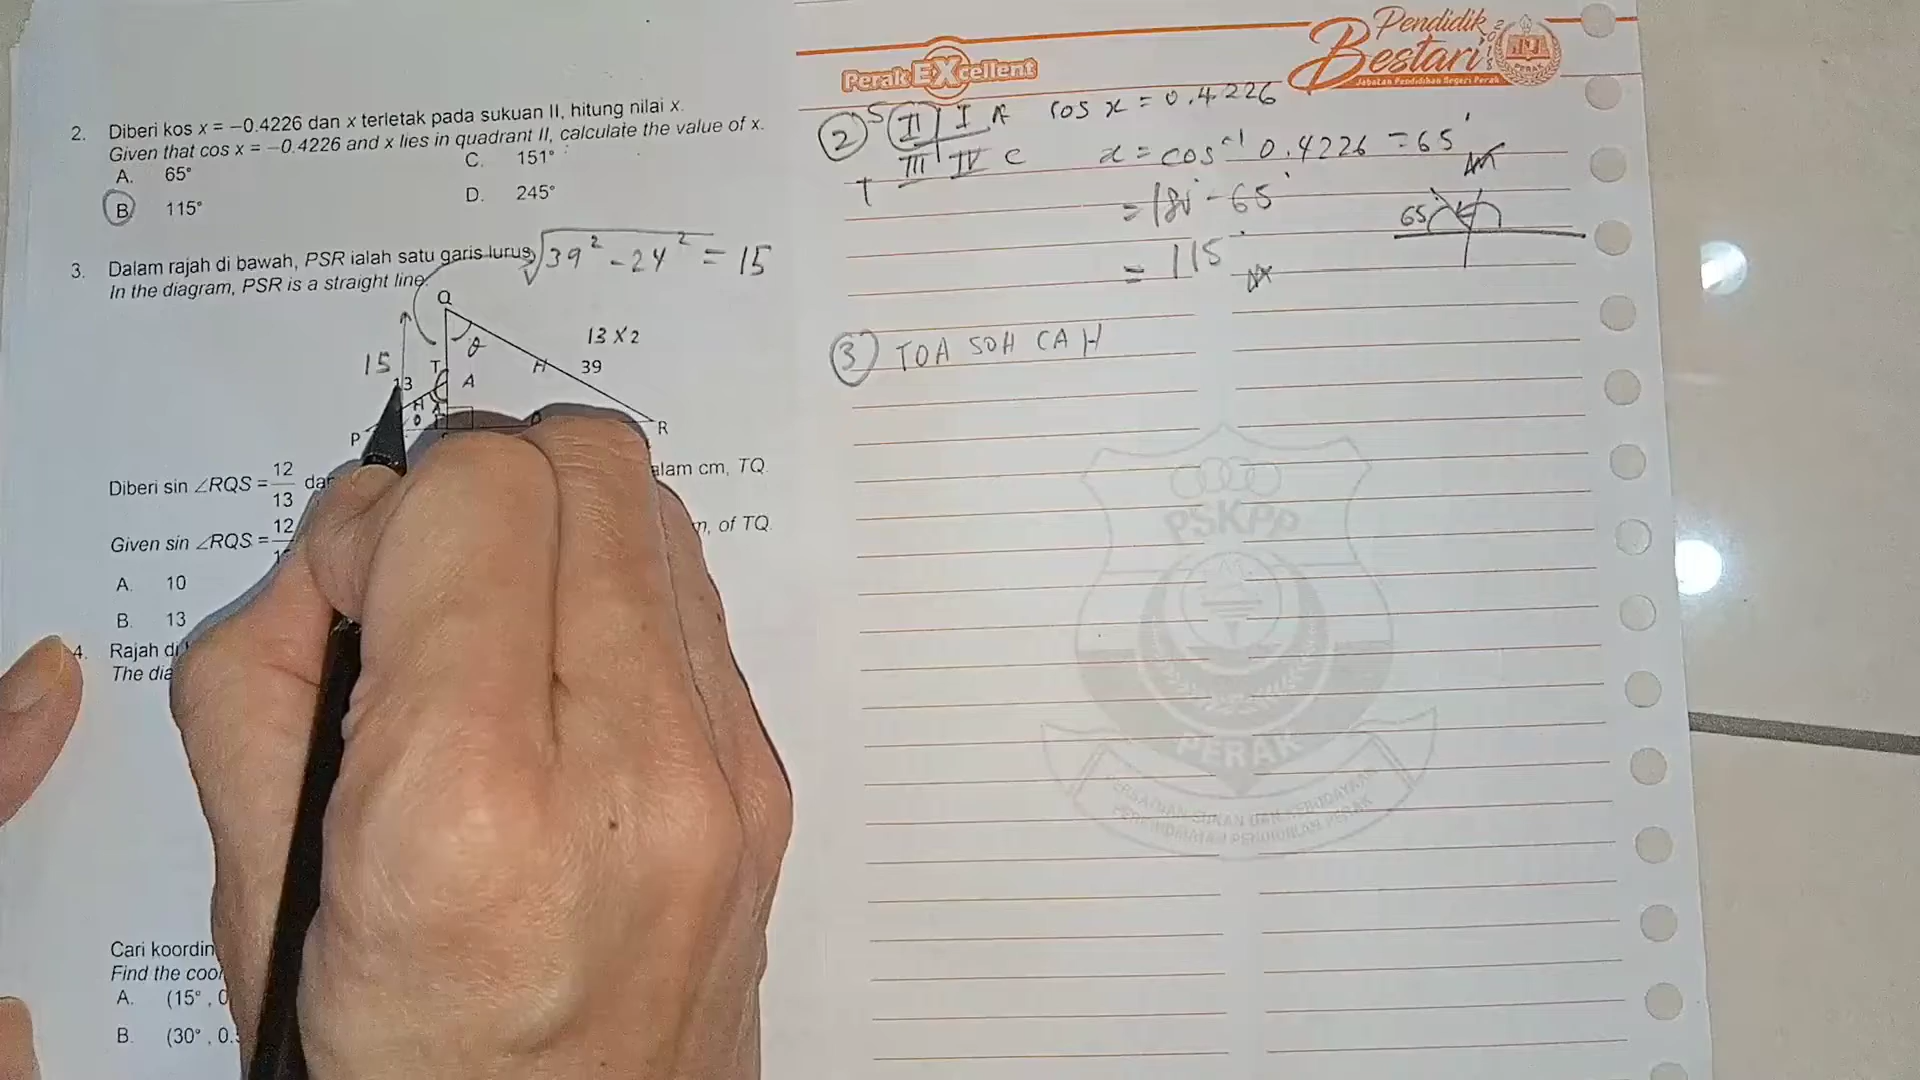 Perak EXcellent
Pendidik
Bestari
2018
PERAK
Jabatan Pendidikan Negeri Perak
2. Diberi kos x = −0.4226 dan x terletak pada sukuan II, hitung nilai x.
Given that cos x = −0.4226 and x lies in quadrant II, calculate the value of x.
A. 65°
C. 151°
B. 115°
D. 245°
3. Dalam rajah di bawah, PSR ialah satu garis lurus.
In the diagram, PSR is a straight line.
√39² - 24² = 15
Q
θ
13 x 2
H
39
15
T
13
A
H
A
O
P
R
Diberi sin ∠RQS = 12/13
alam cm, TQ.
Given sin ∠RQS = 12
of TQ.
A. 10
B. 13
4. Rajah
The
Cari
Find the
A. (15°, 0
B. (30°, 0.
2 S II I A
T III IV C
cos x = 0.4226
x = cos⁻¹ 0.4226 = 65°
= 180° - 65°
= 115°
65
3 TOA SOH CAH
PSKPP
PERAK